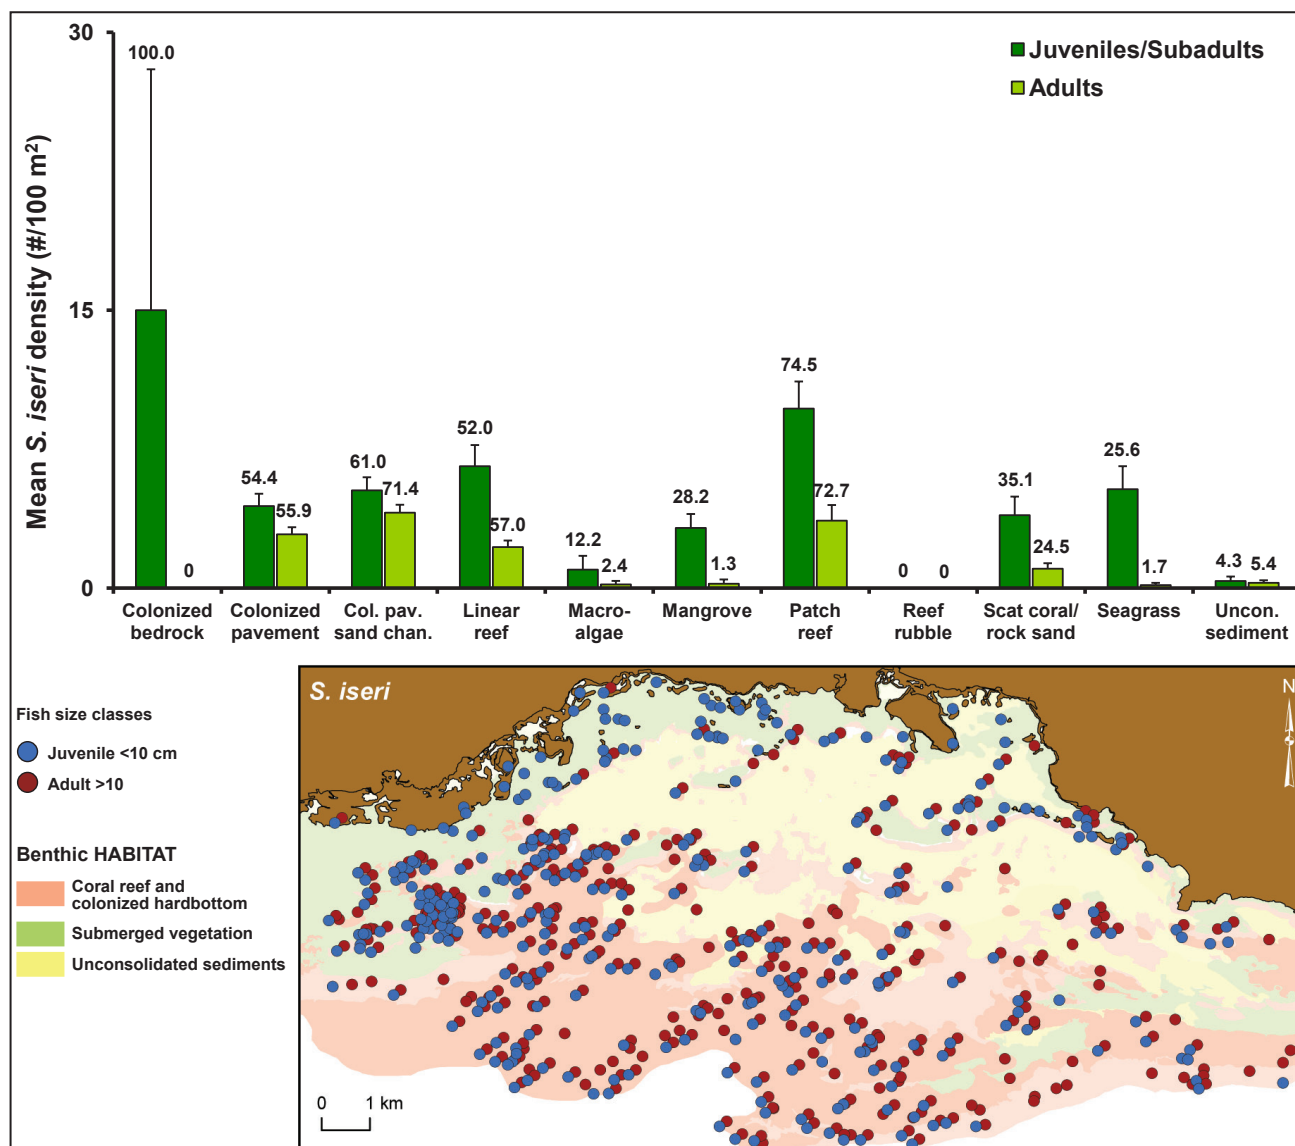 Mean S. iseri density (#/100 m²)
30
15
0
Juveniles/Subadults
Adults
100.0
0
54.4
55.9
61.0
71.4
52.0
57.0
12.2
2.4
28.2
1.3
74.5
72.7
0
0
35.1
24.5
25.6
1.7
4.3
5.4
Colonized
bedrock
Colonized
pavement
Col. pav.
sand chan.
Linear
reef
Macro-
algae
Mangrove
Patch
reef
Reef
rubble
Scat coral/
rock sand
Seagrass
Uncon.
sediment
Fish size classes
Juvenile <10 cm
Adult >10
Benthic HABITAT
Coral reef and
colonized hardbottom
Submerged vegetation
Unconsolidated sediments
S. iseri
N
0 1 km